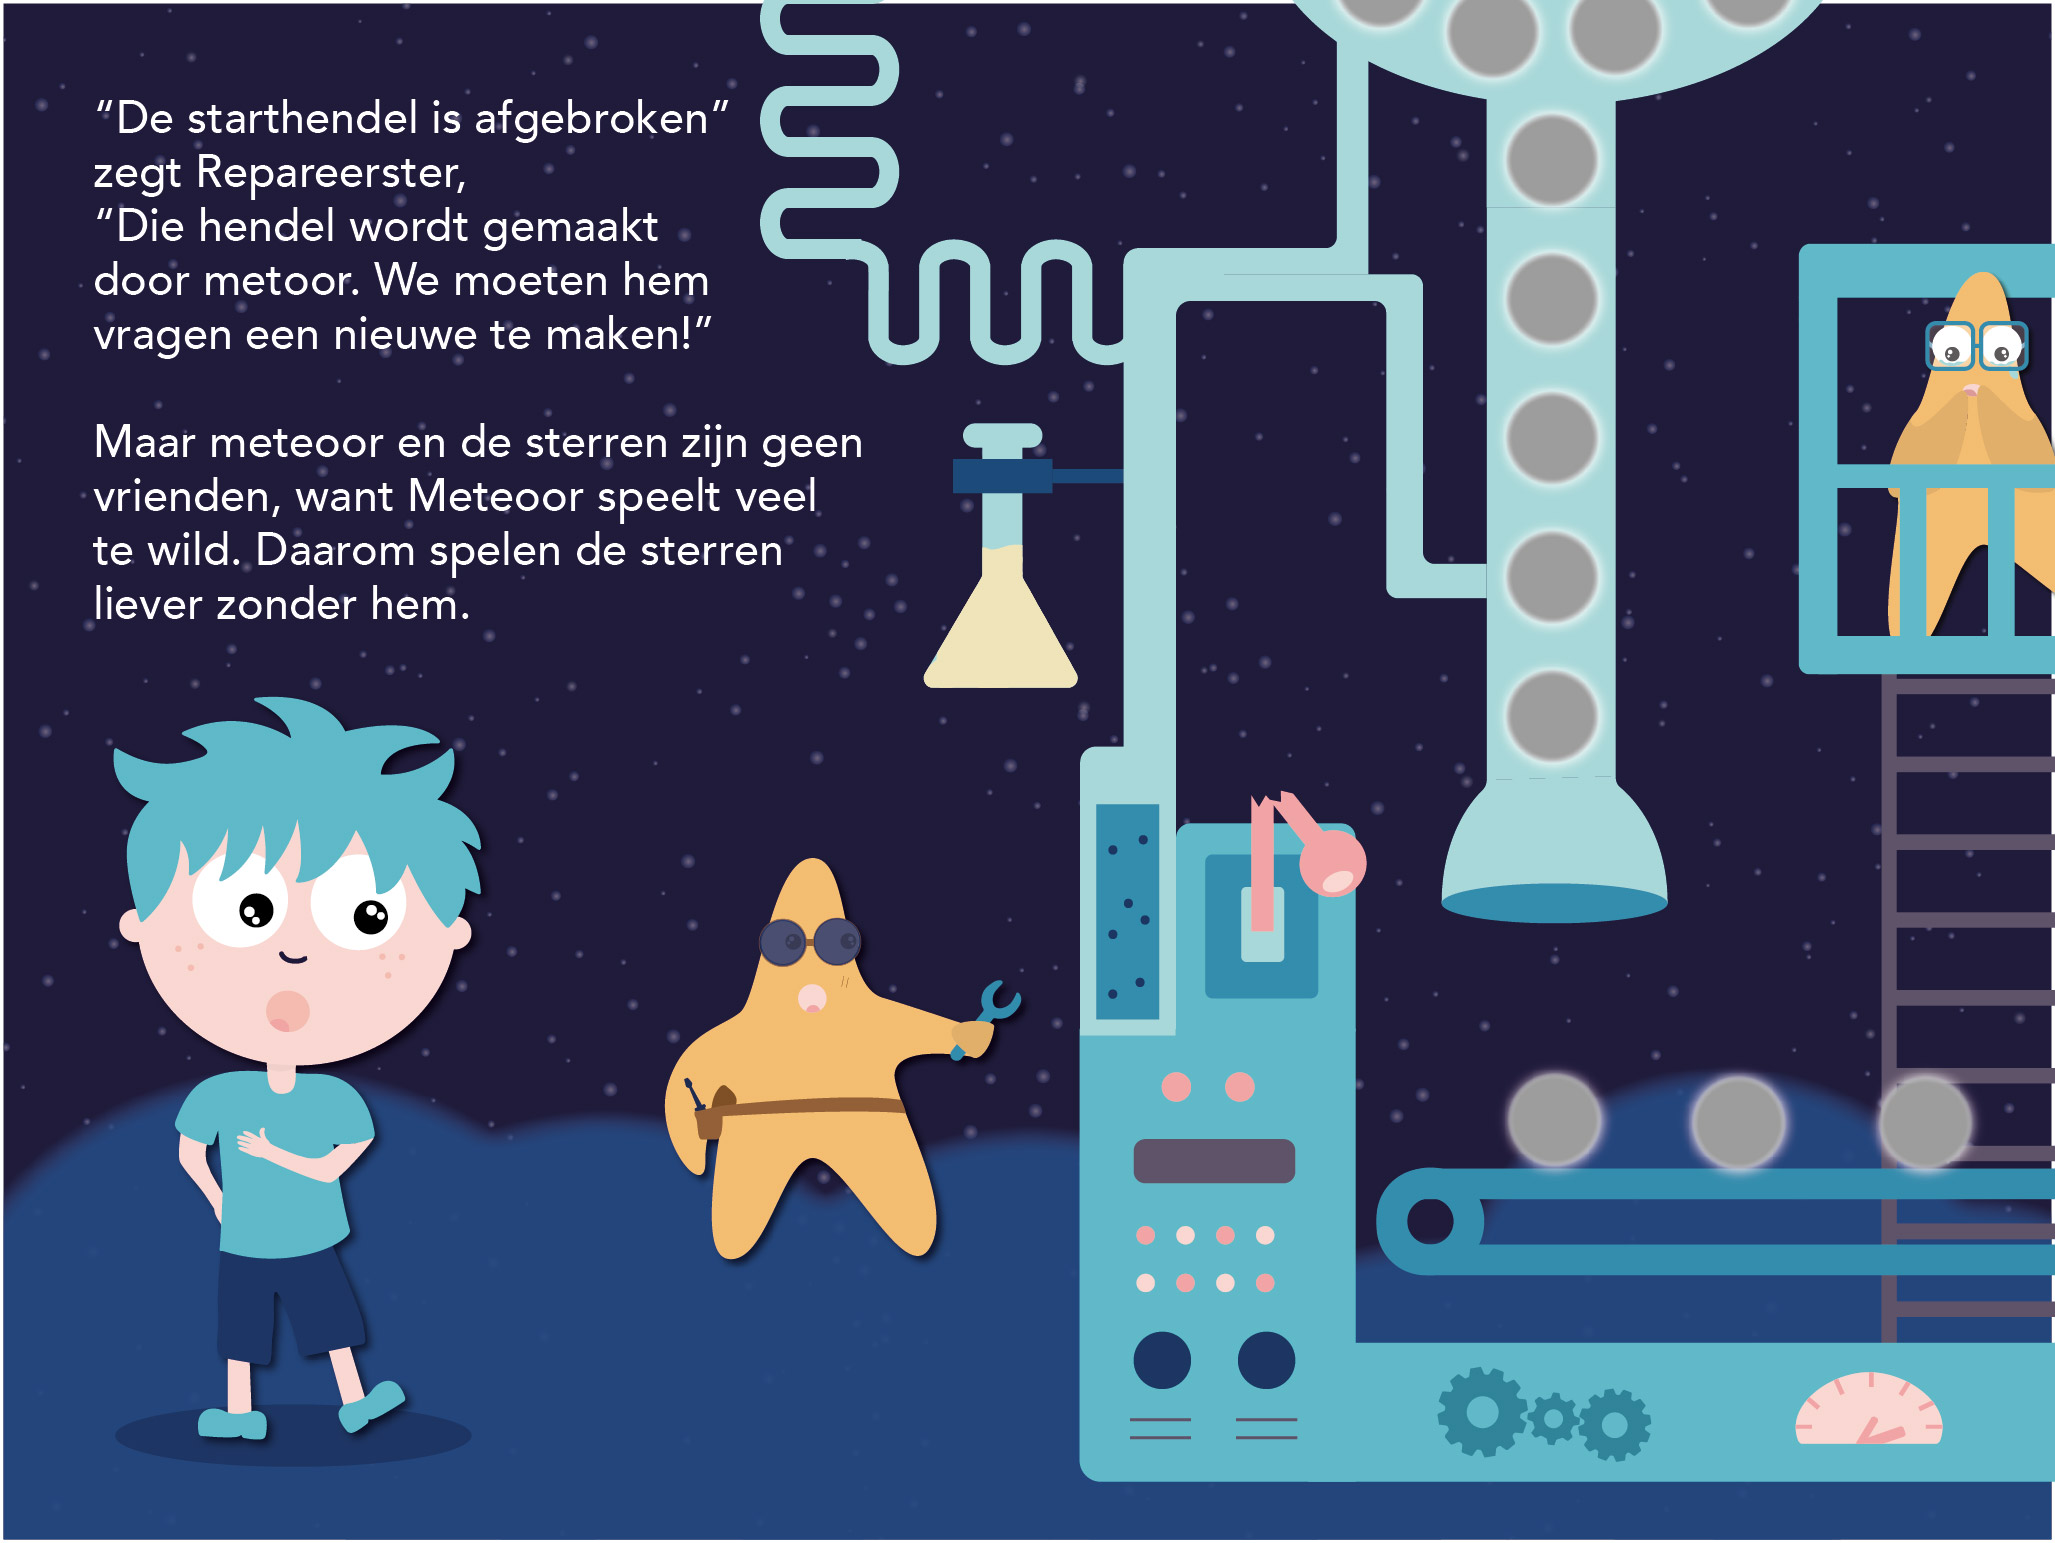 “De starthendel is afgebroken”
zegt Repareerster,
“Die hendel wordt gemaakt
door metoor. We moeten hem
vragen een nieuwe te maken!”
Maar meteoor en de sterren zijn geen
vrienden, want Meteoor speelt veel
te wild. Daarom spelen de sterren
liever zonder hem.